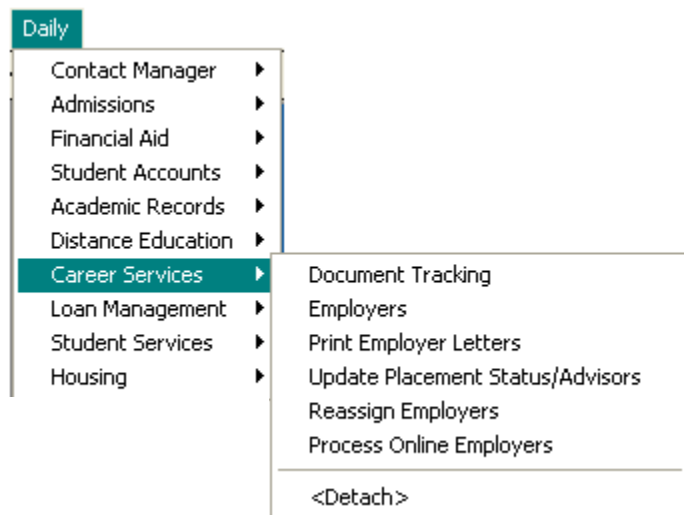 Daily
Contact Manager
Admissions
Financial Aid
Student Accounts
Academic Records
Distance Education
Career Services
Loan Management
Student Services
Housing
Document Tracking
Employers
Print Employer Letters
Update Placement Status/Advisors
Reassign Employers
Process Online Employers
<Detach>